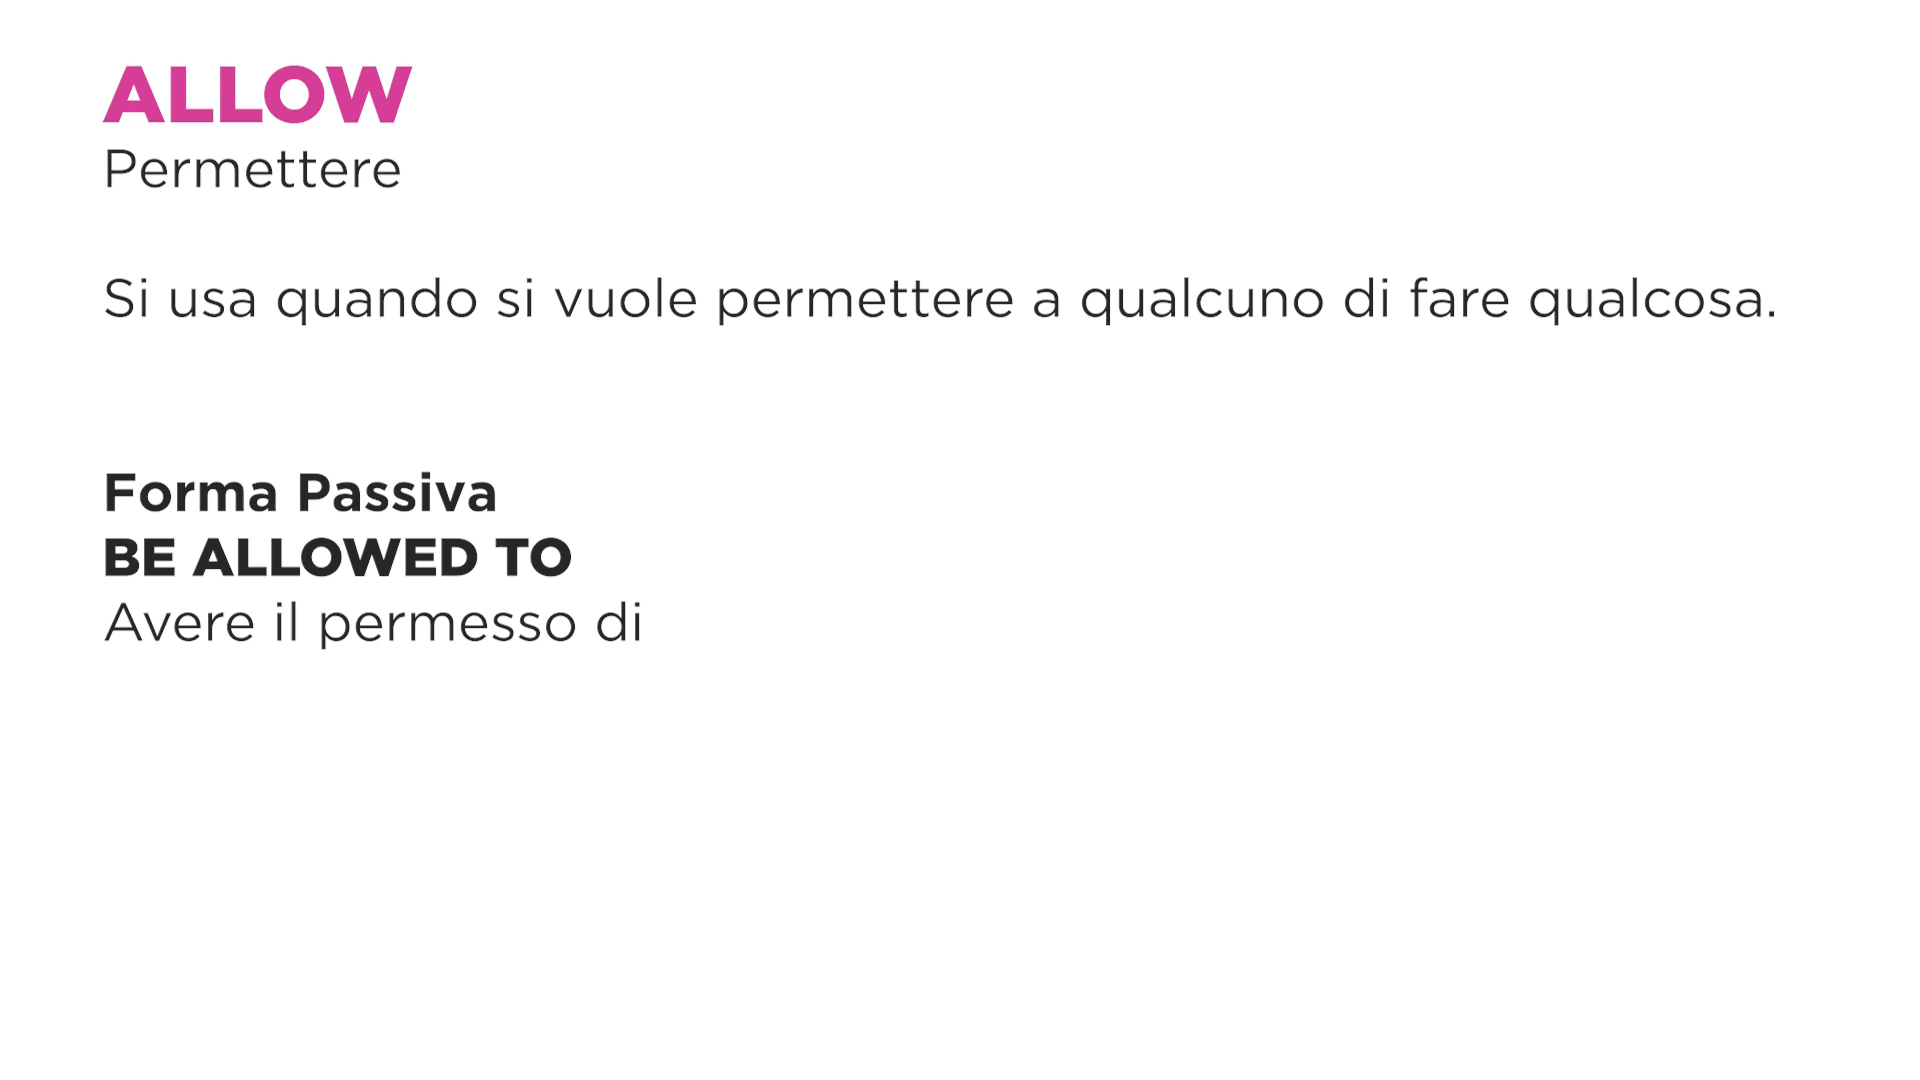 ALLOW
Permettere
Si usa quando si vuole permettere a qualcuno di fare qualcosa.
Forma Passiva
BE ALLOWED TO
Avere il permesso di